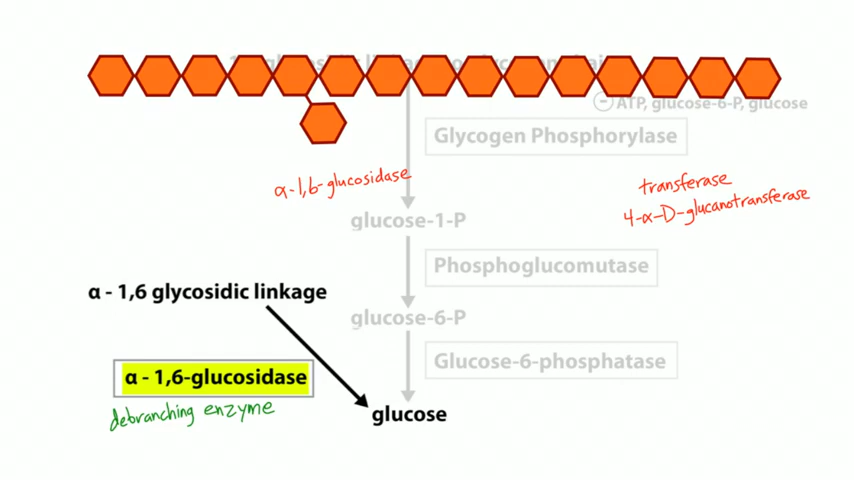 ATP, glucose-6-P, glucose
Glycogen Phosphorylase
α-1,6-glucosidase
transferase
4-α-D-glucanotransferase
glucose-1-P
Phosphoglucomutase
α - 1,6 glycosidic linkage
glucose-6-P
Glucose-6-phosphatase
α - 1,6-glucosidase
debranching enzyme
glucose